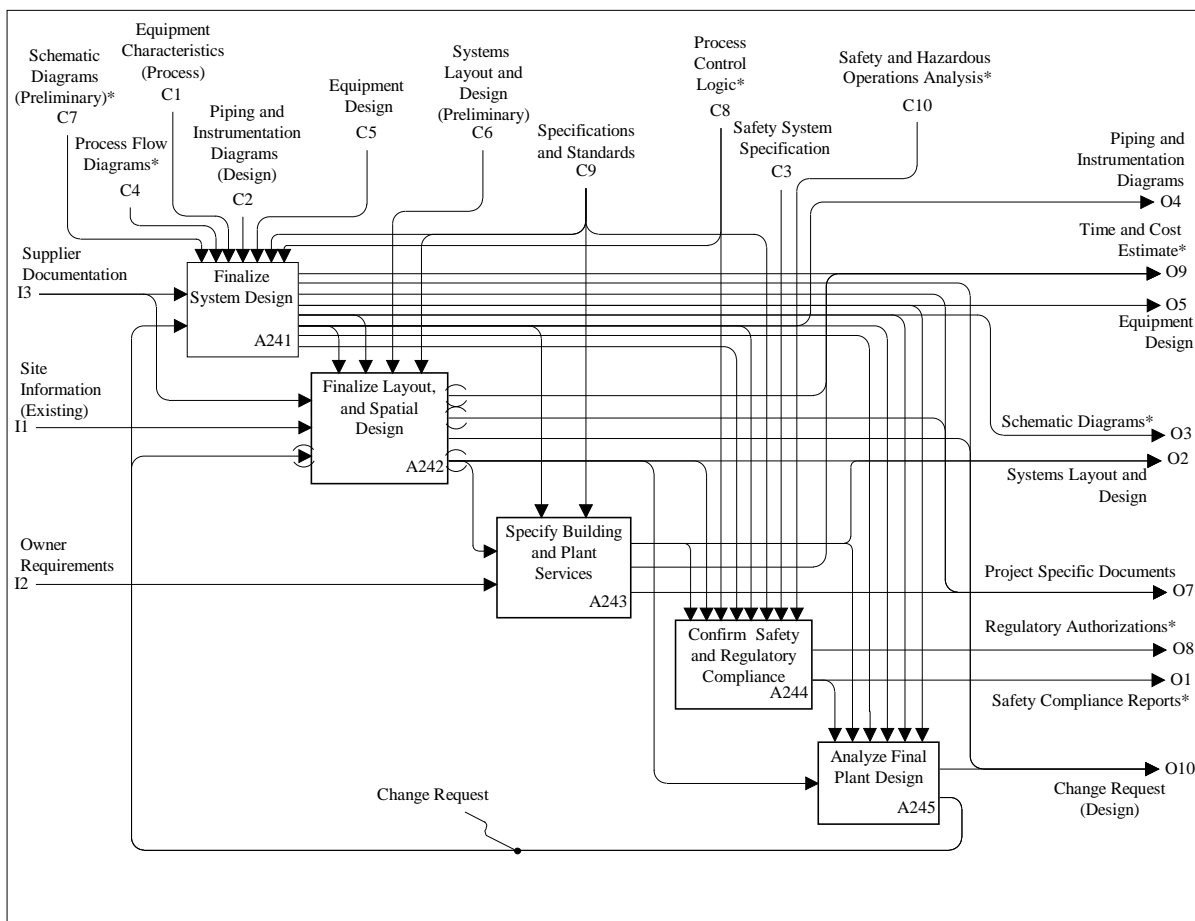 Schematic
Diagrams
(Preliminary)*
C7
Equipment
Characteristics
(Process)
C1
Process Flow
Diagrams*
C4
Piping and
Instrumentation
Diagrams
(Design)
C2
Equipment
Design
C5
Systems
Layout and
Design
(Preliminary)
C6
Specifications
and Standards
C9
Process
Control
Logic*
C8
Safety System
Specification
C3
Safety and Hazardous
Operations Analysis*
C10
Piping and
Instrumentation
Diagrams
O4
Time and Cost
Estimate*
O9
O5
Equipment
Design
Supplier
Documentation
I3
Finalize
System Design
A241
Site
Information
(Existing)
I1
Finalize Layout,
and Spatial
Design
A242
Schematic Diagrams*
O3
O2
Systems Layout and
Design
Owner
Requirements
I2
Specify Building
and Plant
Services
A243
Project Specific Documents
O7
Confirm Safety
and Regulatory
Compliance
A244
Regulatory Authorizations*
O8
O1
Safety Compliance Reports*
Analyze Final
Plant Design
A245
O10
Change Request
(Design)
Change Request